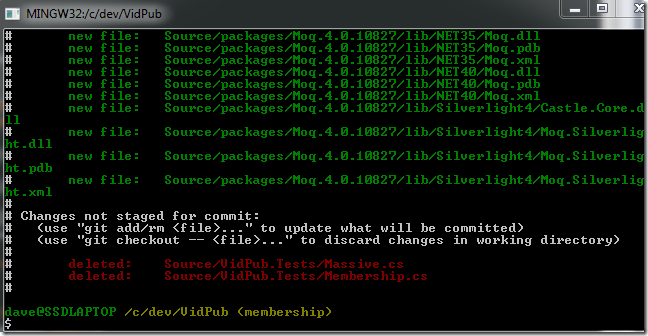 MINGW32:/c/dev/VidPub
# new file: Source/packages/Moq.4.0.10827/lib/NET35/Moq.dll
# new file: Source/packages/Moq.4.0.10827/lib/NET35/Moq.pdb
# new file: Source/packages/Moq.4.0.10827/lib/NET35/Moq.xml
# new file: Source/packages/Moq.4.0.10827/lib/NET40/Moq.dll
# new file: Source/packages/Moq.4.0.10827/lib/NET40/Moq.pdb
# new file: Source/packages/Moq.4.0.10827/lib/NET40/Moq.xml
# new file: Source/packages/Moq.4.0.10827/lib/Silverlight4/Castle.Core.d
ll
# new file: Source/packages/Moq.4.0.10827/lib/Silverlight4/Moq.Silverlig
ht.dll
# new file: Source/packages/Moq.4.0.10827/lib/Silverlight4/Moq.Silverlig
ht.pdb
# new file: Source/packages/Moq.4.0.10827/lib/Silverlight4/Moq.Silverlig
ht.xml
#
# Changes not staged for commit:
# (use "git add/rm <file>..." to update what will be committed)
# (use "git checkout -- <file>..." to discard changes in working directory)
#
# deleted: Source/VidPub.Tests/Massive.cs
# deleted: Source/VidPub.Tests/Membership.cs
#
dave@SSDLAPTOP /c/dev/VidPub (membership)
$